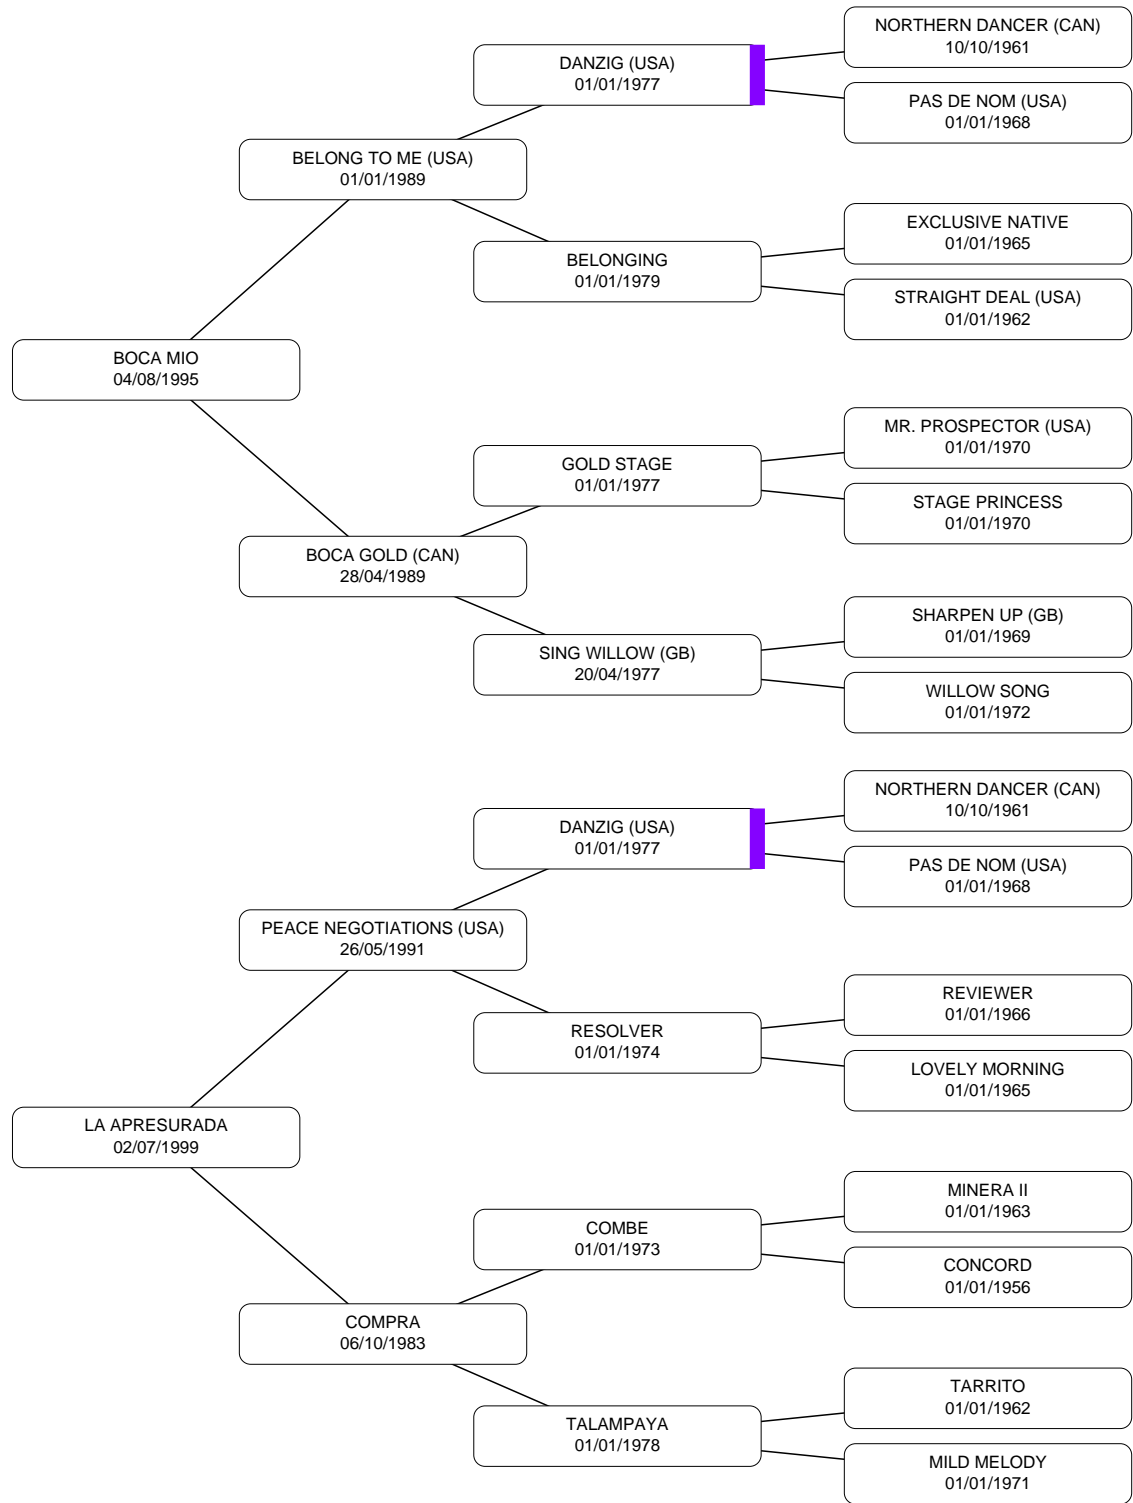 NORTHERN DANCER (CAN)
10/10/1961
DANZIG (USA)
01/01/1977
PAS DE NOM (USA)
01/01/1968
BELONG TO ME (USA)
01/01/1989
EXCLUSIVE NATIVE
01/01/1965
BELONGING
01/01/1979
STRAIGHT DEAL (USA)
01/01/1962
BOCA MIO
04/08/1995
MR. PROSPECTOR (USA)
01/01/1970
GOLD STAGE
01/01/1977
STAGE PRINCESS
01/01/1970
BOCA GOLD (CAN)
28/04/1989
SHARPEN UP (GB)
01/01/1969
SING WILLOW (GB)
20/04/1977
WILLOW SONG
01/01/1972
NORTHERN DANCER (CAN)
10/10/1961
DANZIG (USA)
01/01/1977
PAS DE NOM (USA)
01/01/1968
PEACE NEGOTIATIONS (USA)
26/05/1991
REVIEWER
01/01/1966
RESOLVER
01/01/1974
LOVELY MORNING
01/01/1965
LA APRESURADA
02/07/1999
MINERA II
01/01/1963
COMBE
01/01/1973
CONCORD
01/01/1956
COMPRA
06/10/1983
TARRITO
01/01/1962
TALAMPAYA
01/01/1978
MILD MELODY
01/01/1971